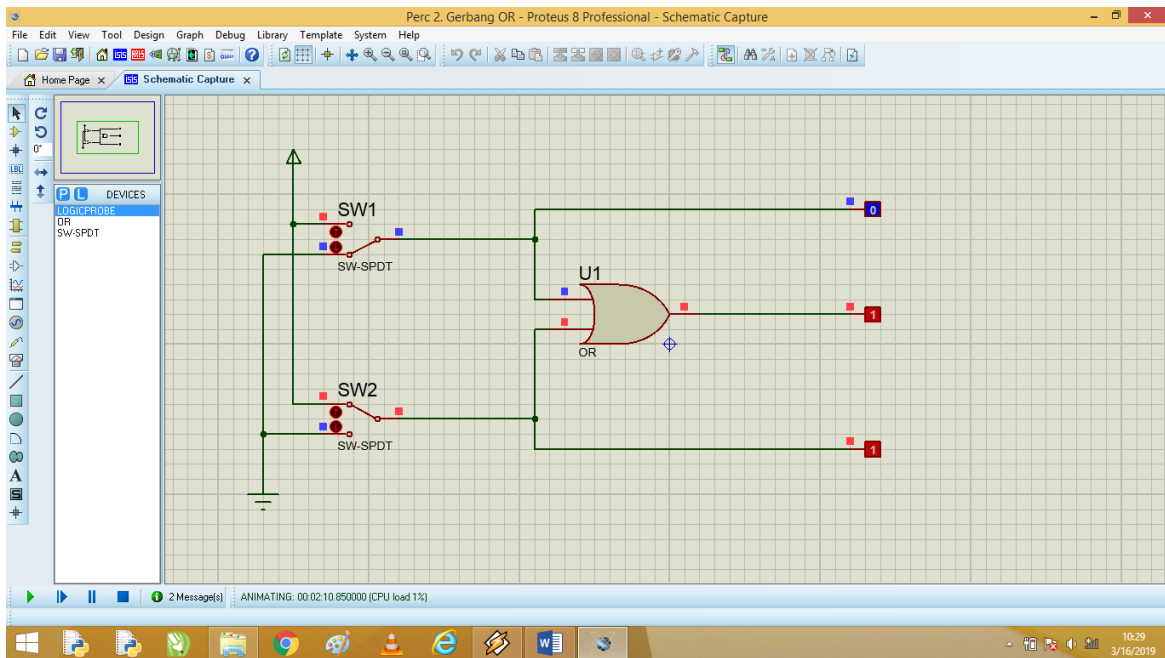 Perc 2. Gerbang OR - Proteus 8 Professional - Schematic Capture
File Edit View Tool Design Graph Debug Library Template System Help
Home Page x
ISIS Schematic Capture x
0°
LBL
P L DEVICES
LOGICPROBE
OR
SW-SPDT
A
S
SW1
SW-SPDT
0
U1
OR
1
SW2
SW-SPDT
1
2 Message(s) ANIMATING: 00:02:10.850000 (CPU load 1%)
10:29
3/16/2019